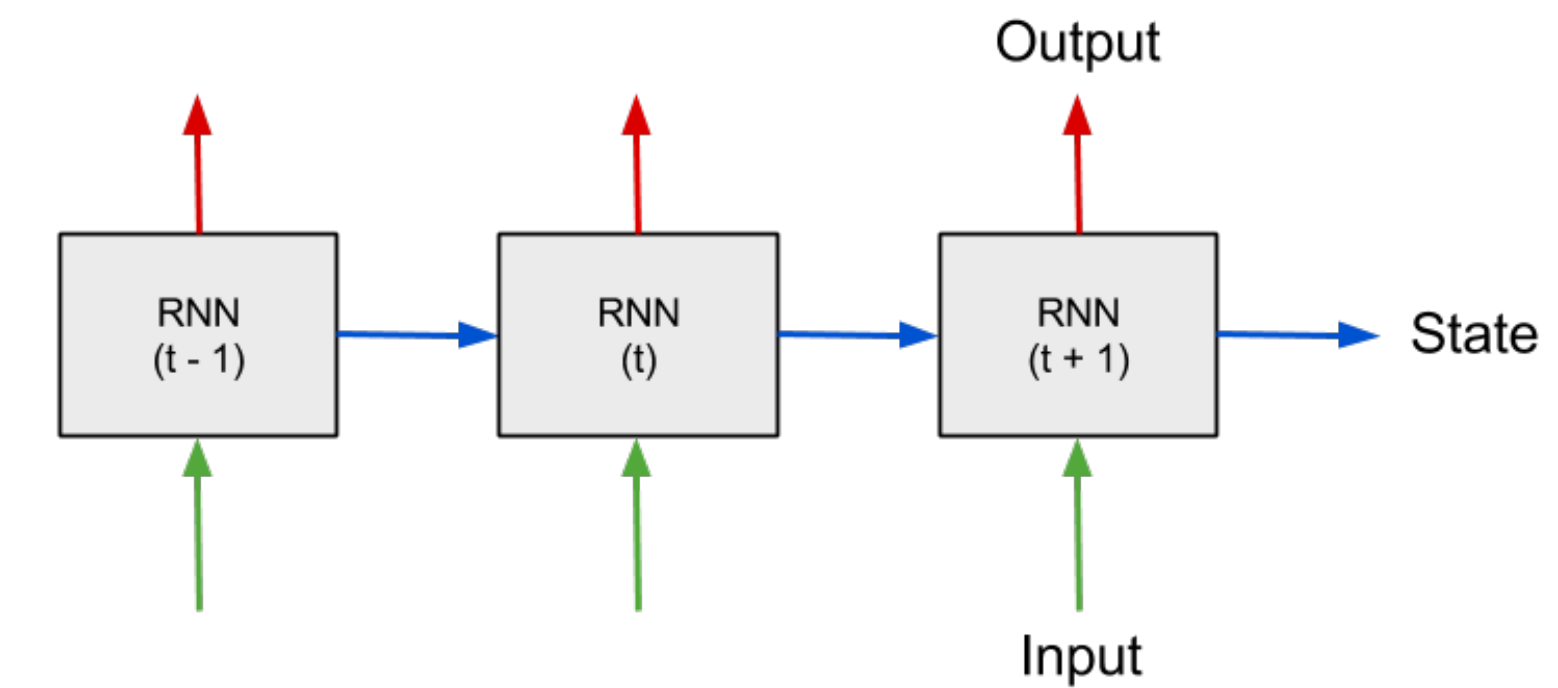 Output
RNN
(t - 1)
RNN
(t)
RNN
(t + 1)
State
Input